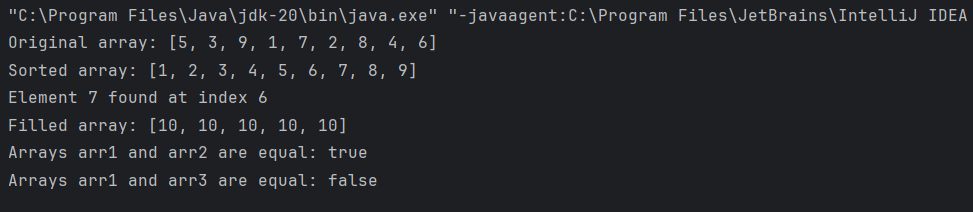 "C:\Program Files\Java\jdk-20\bin\java.exe" "-javaagent:C:\Program Files\JetBrains\IntelliJ IDEA
Original array: [5, 3, 9, 1, 7, 2, 8, 4, 6]
Sorted array: [1, 2, 3, 4, 5, 6, 7, 8, 9]
Element 7 found at index 6
Filled array: [10, 10, 10, 10, 10]
Arrays arr1 and arr2 are equal: true
Arrays arr1 and arr3 are equal: false